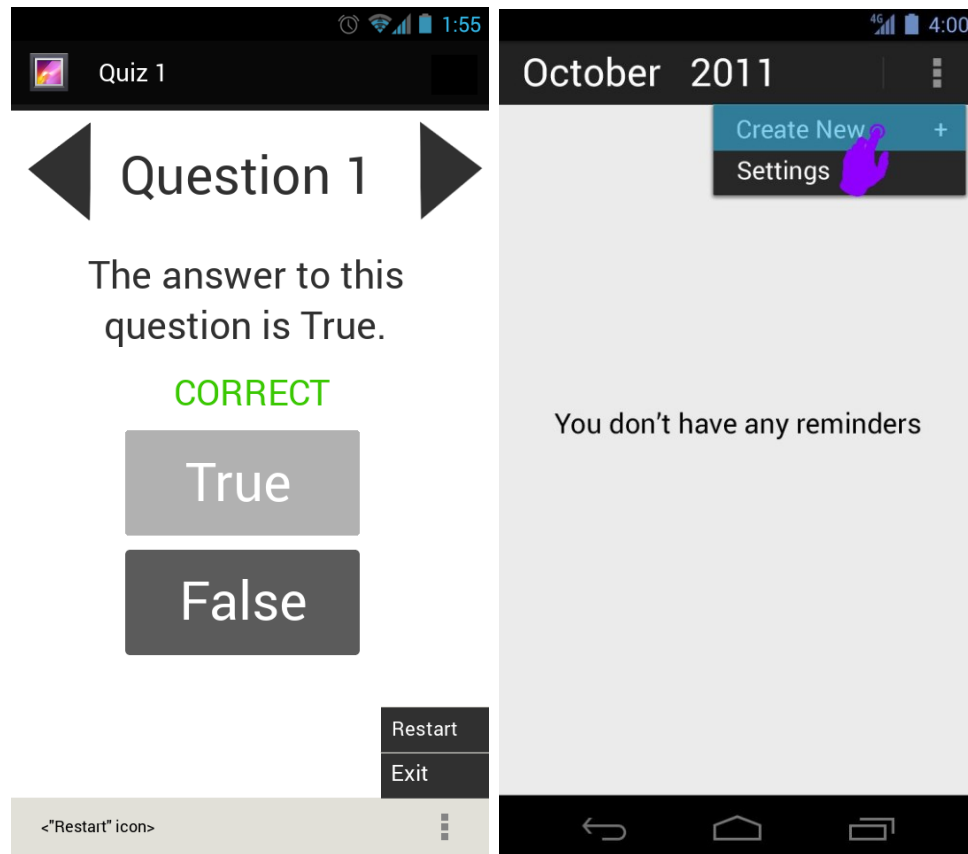 1:55
Quiz 1
Question 1
The answer to this
question is True.
CORRECT
True
False
Restart
Exit
<"Restart" icon>
4G
4:00
October 2011
Create New +
Settings
You don't have any reminders